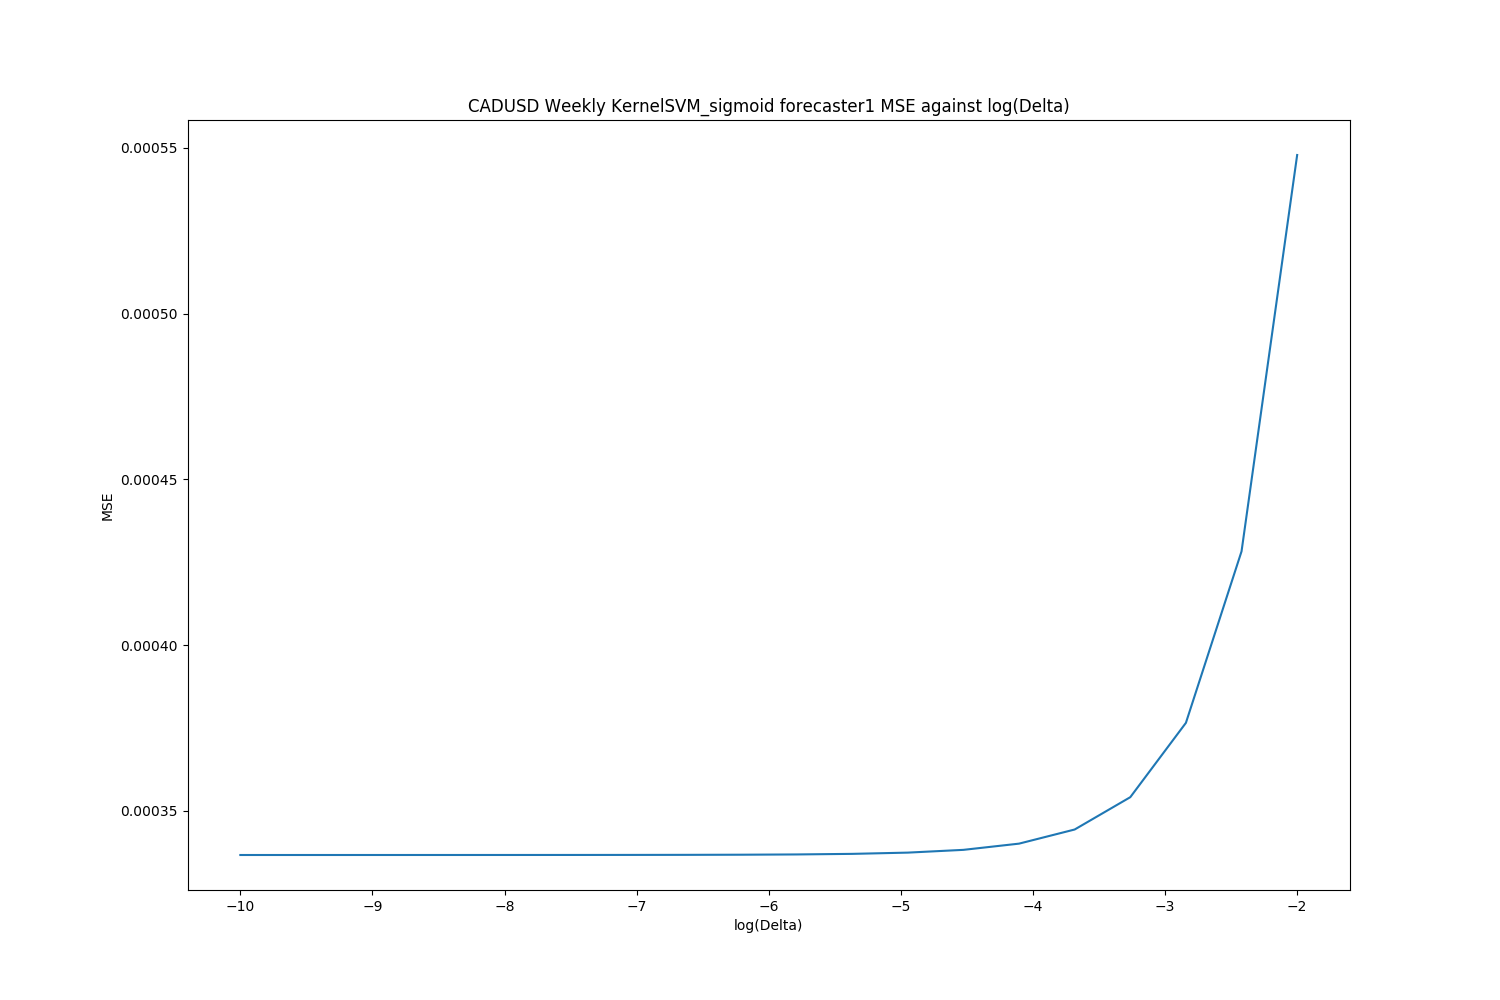 CADUSD Weekly KernelSVM_sigmoid forecaster1 MSE against log(Delta)
0.00055
0.00050
0.00045
0.00040
0.00035
MSE
−10 −9 −8 −7 −6 −5 −4 −3 −2
log(Delta)